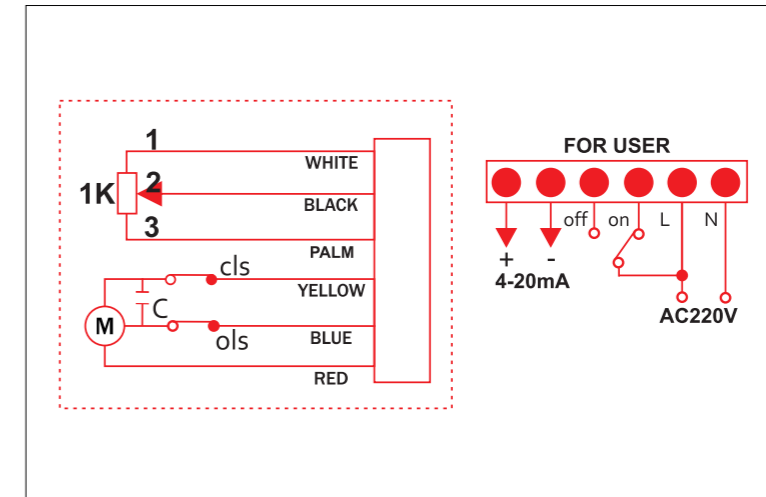 1
WHITE
1K
2
BLACK
3
PALM
cls
YELLOW
C
M
BLUE
ols
RED
FOR USER
off on L N
+ -
4-20mA
AC220V